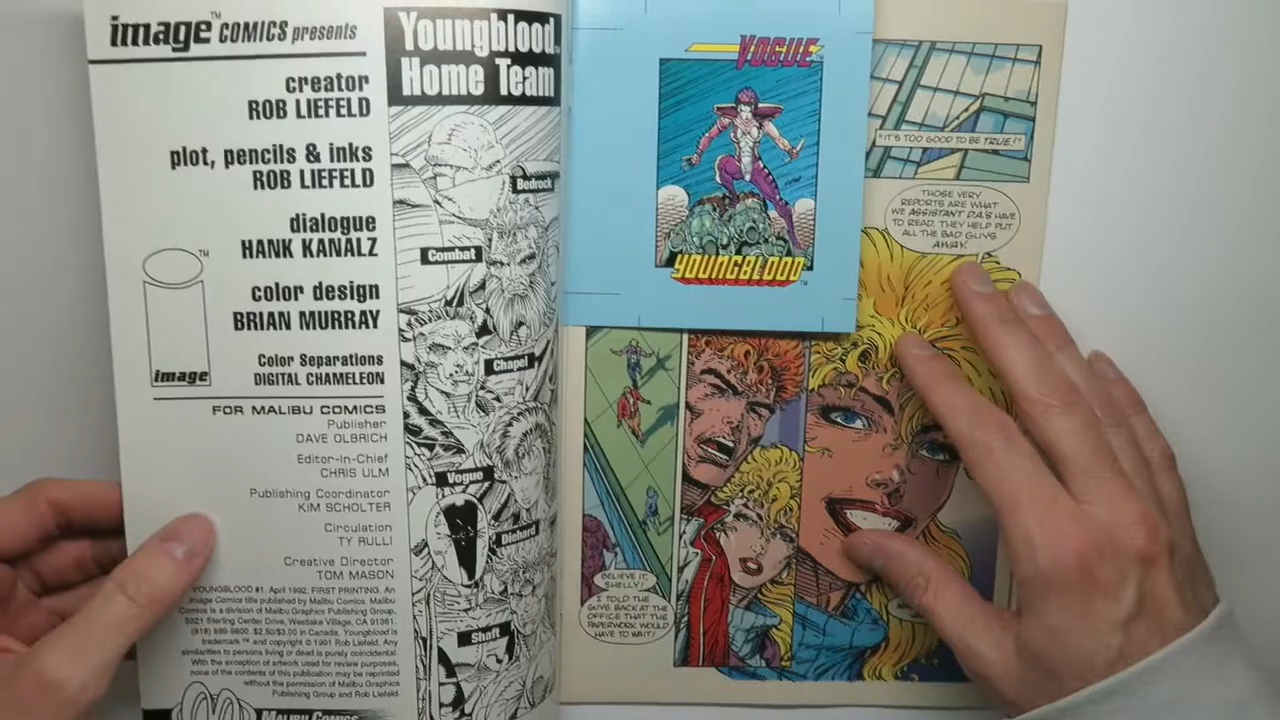 image™ COMICS presents
creator
ROB LIEFELD
plot, pencils & inks
ROB LIEFELD
dialogue
HANK KANALZ
color design
BRIAN MURRAY
Color Separations
DIGITAL CHAMELEON
TM
image
FOR MALIBU COMICS
Publisher
DAVE OLBRICH
Editor-in-Chief
CHRIS ULM
Publishing Coordinator
KIM SCHOLTER
Circulation
TY RULLI
Creative Director
TOM MASON
YOUNGBLOOD #1. April 1992. FIRST PRINTING. An
Image Comics title published by Malibu Comics. Malibu
Comics is a division of Malibu Graphics Publishing Group,
5321 Sterling Center Drive, Westlake Village, CA 91361.
(818) 889-9800. $2.50/$3.00 in Canada. Youngblood is
trademark ™ and copyright © 1991 Rob Liefeld. Any
similarities to persons living or dead is purely coincidental.
With the exception of artwork used for review purposes,
none of the contents of this publication may be reprinted
without the permission of Malibu Graphics
Publishing Group and Rob Liefeld.
MALIBU COMICS
Youngblood™
Home Team
Bedrock
Combat
Chapel
Vogue
Diehard
Shaft
VOGUE™
YOUNGBLOOD™
"IT'S TOO GOOD TO BE TRUE!"
THOSE VERY
REPORTS ARE WHAT
WE ASSISTANT D.A.'S HAVE
TO READ. THEY HELP PUT
ALL THE BAD GUYS
AWAY.
BELIEVE IT,
SHELLY!
I TOLD THE
GUYS BACK AT THE
OFFICE THAT THE
PAPERWORK WOULD
HAVE TO WAIT!